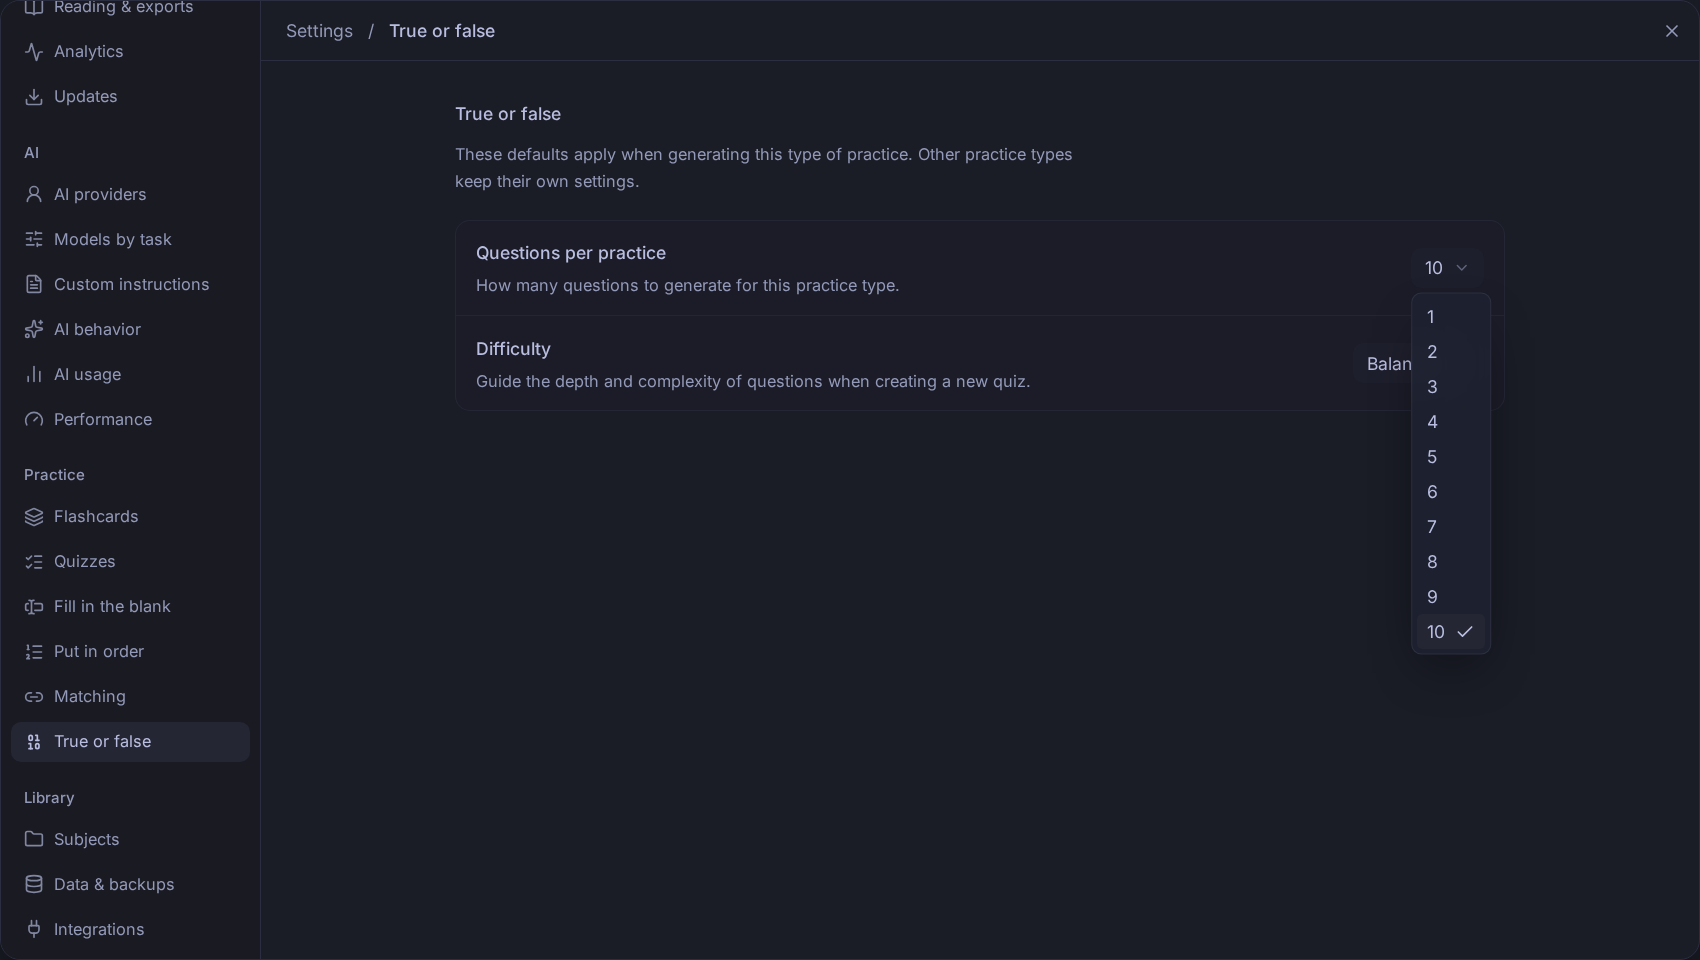 Reading & exports
Analytics
Updates
AI
AI providers
Models by task
Custom instructions
AI behavior
AI usage
Performance
Practice
Flashcards
Quizzes
Fill in the blank
Put in order
Matching
True or false
Library
Subjects
Data & backups
Integrations
Settings / True or false
True or false
These defaults apply when generating this type of practice. Other practice types
keep their own settings.
Questions per practice
How many questions to generate for this practice type.
10
Difficulty
Guide the depth and complexity of questions when creating a new quiz.
Balan
1
2
3
4
5
6
7
8
9
10